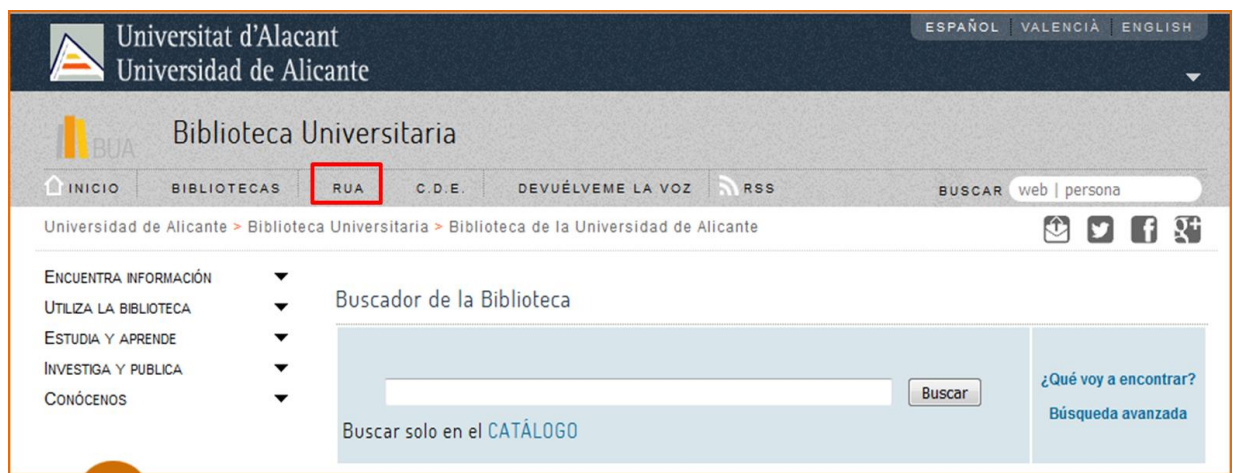 Universitat d'Alacant
Universidad de Alicante
ESPAÑOL VALENCIÀ ENGLISH
BUA
Biblioteca Universitaria
INICIO BIBLIOTECAS RUA C.D.E. DEVUÉLVEME LA VOZ RSS BUSCAR web | persona
Universidad de Alicante > Biblioteca Universitaria > Biblioteca de la Universidad de Alicante
ENCUENTRA INFORMACIÓN
UTILIZA LA BIBLIOTECA
ESTUDIA Y APRENDE
INVESTIGA Y PUBLICA
CONÓCENOS
Buscador de la Biblioteca
Buscar
Buscar solo en el CATÁLOGO
¿Qué voy a encontrar?
Búsqueda avanzada